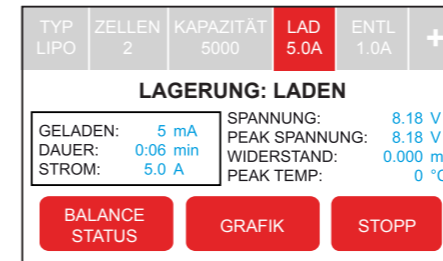 TYP ZELLEN KAPAZITÄT LAD ENTL +
LIPO 2 5000 5.0A 1.0A
LAGERUNG: LADEN
GELADEN: 5 mA
DAUER: 0:06 min
STROM: 5.0 A
SPANNUNG: 8.18 V
PEAK SPANNUNG: 8.18 V
WIDERSTAND: 0.000 m
PEAK TEMP: 0 °C
BALANCE STATUS
GRAFIK
STOPP